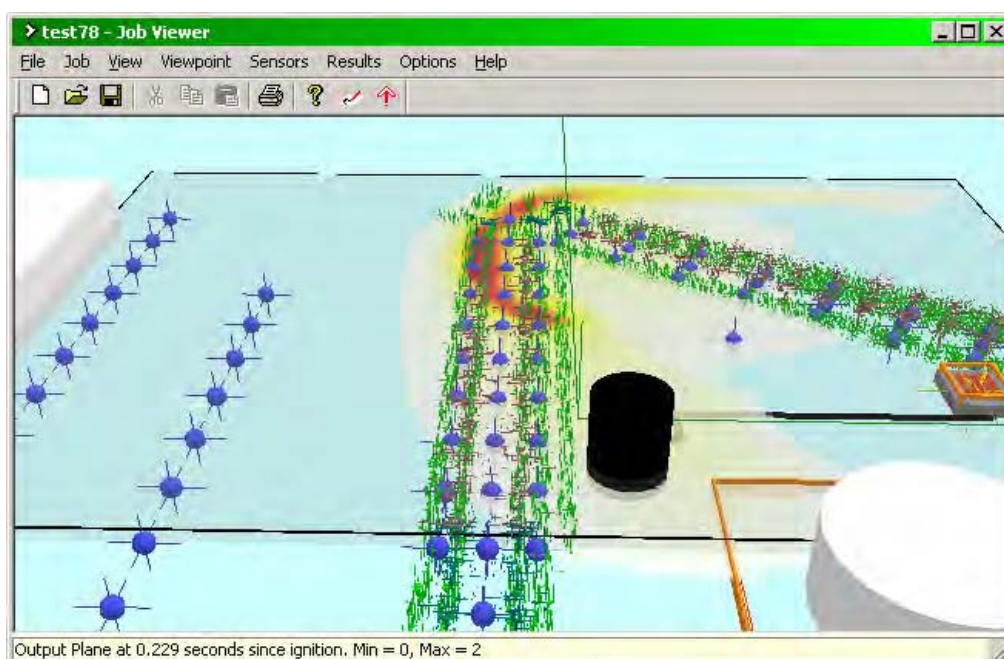 test78 - Job Viewer
File Job View Viewpoint Sensors Results Options Help
Output Plane at 0.229 seconds since ignition. Min = 0, Max = 2